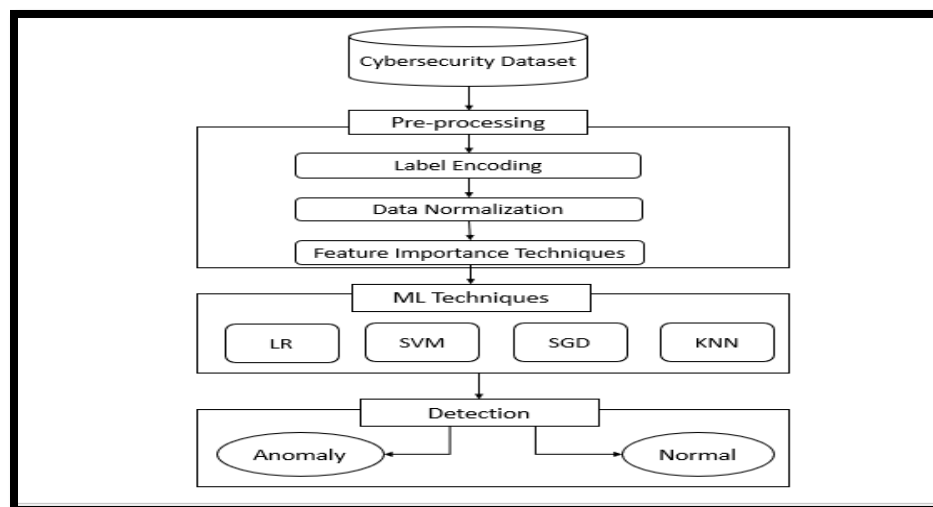 Cybersecurity Dataset
Pre-processing
Label Encoding
Data Normalization
Feature Importance Techniques
ML Techniques
LR
SVM
SGD
KNN
Detection
Anomaly
Normal